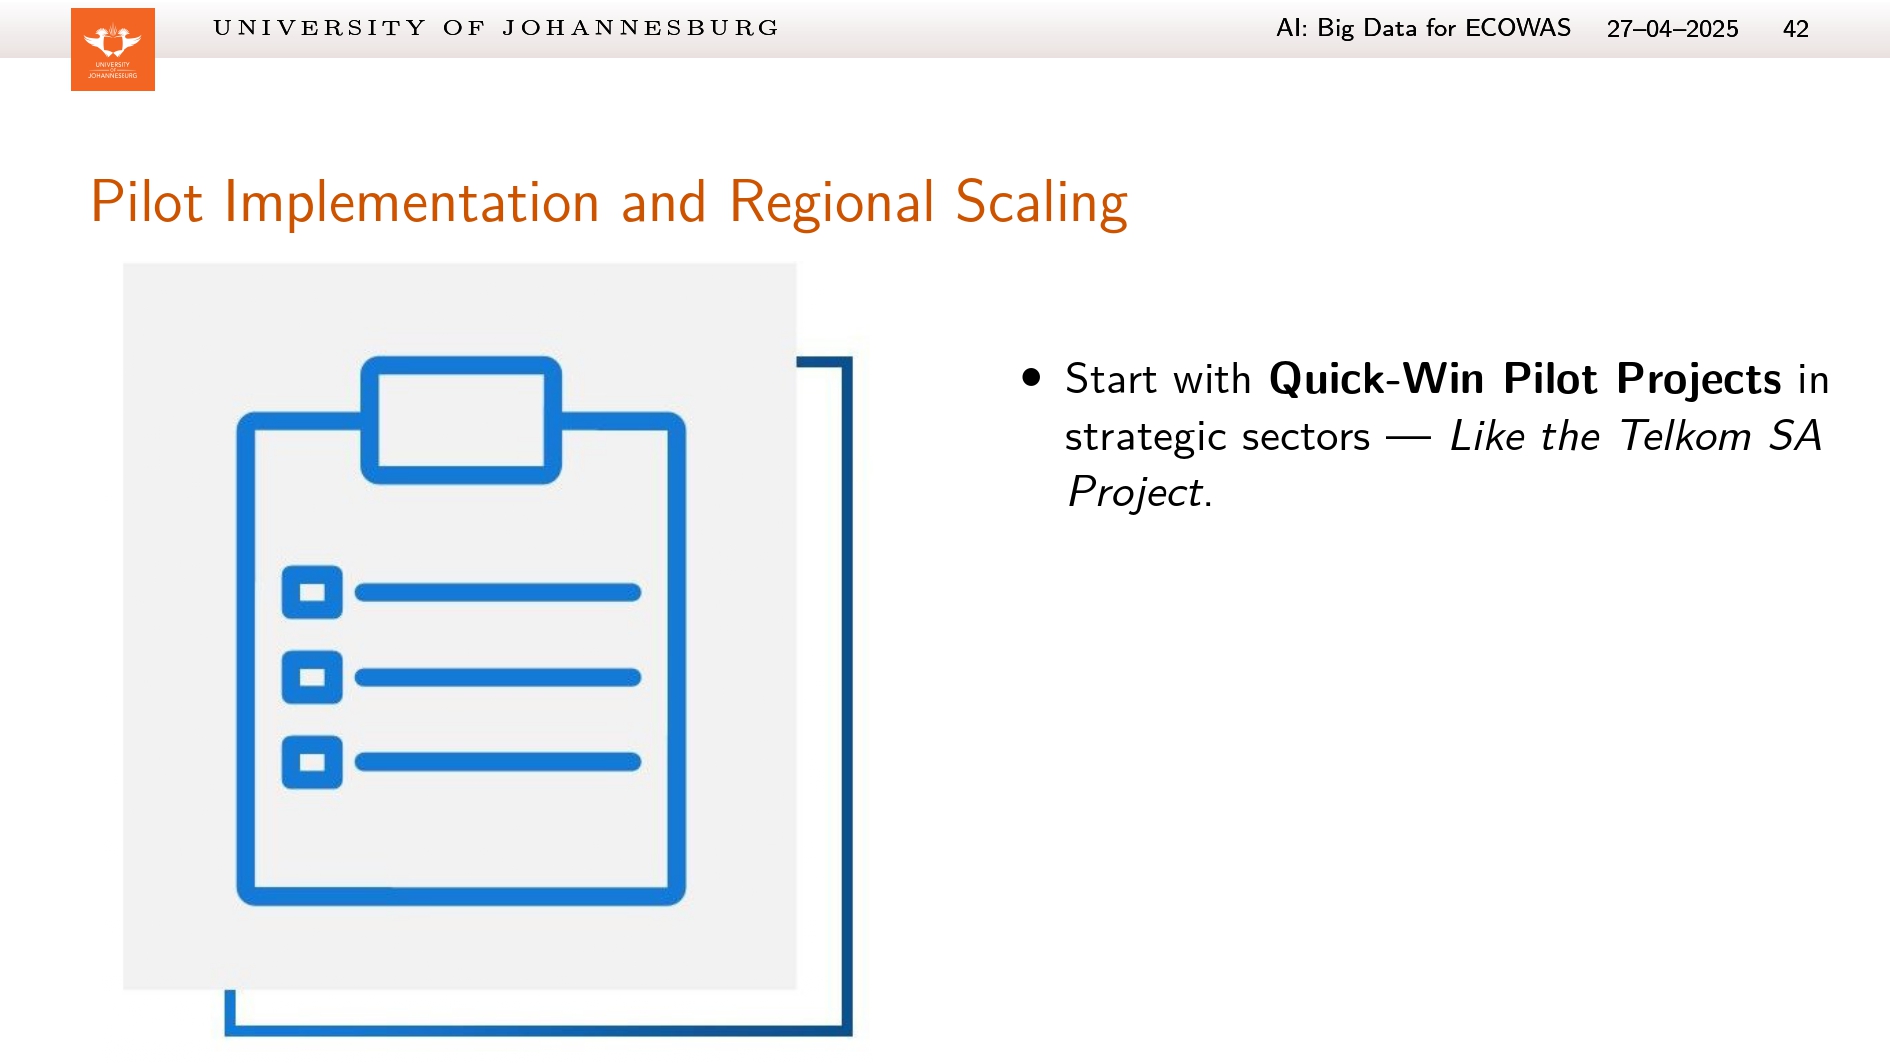 UNIVERSITY OF JOHANNESBURG
AI: Big Data for ECOWAS 27–04–2025 42
UNIVERSITY
OF
JOHANNESBURG
Pilot Implementation and Regional Scaling
• Start with Quick-Win Pilot Projects in
strategic sectors — Like the Telkom SA
Project.